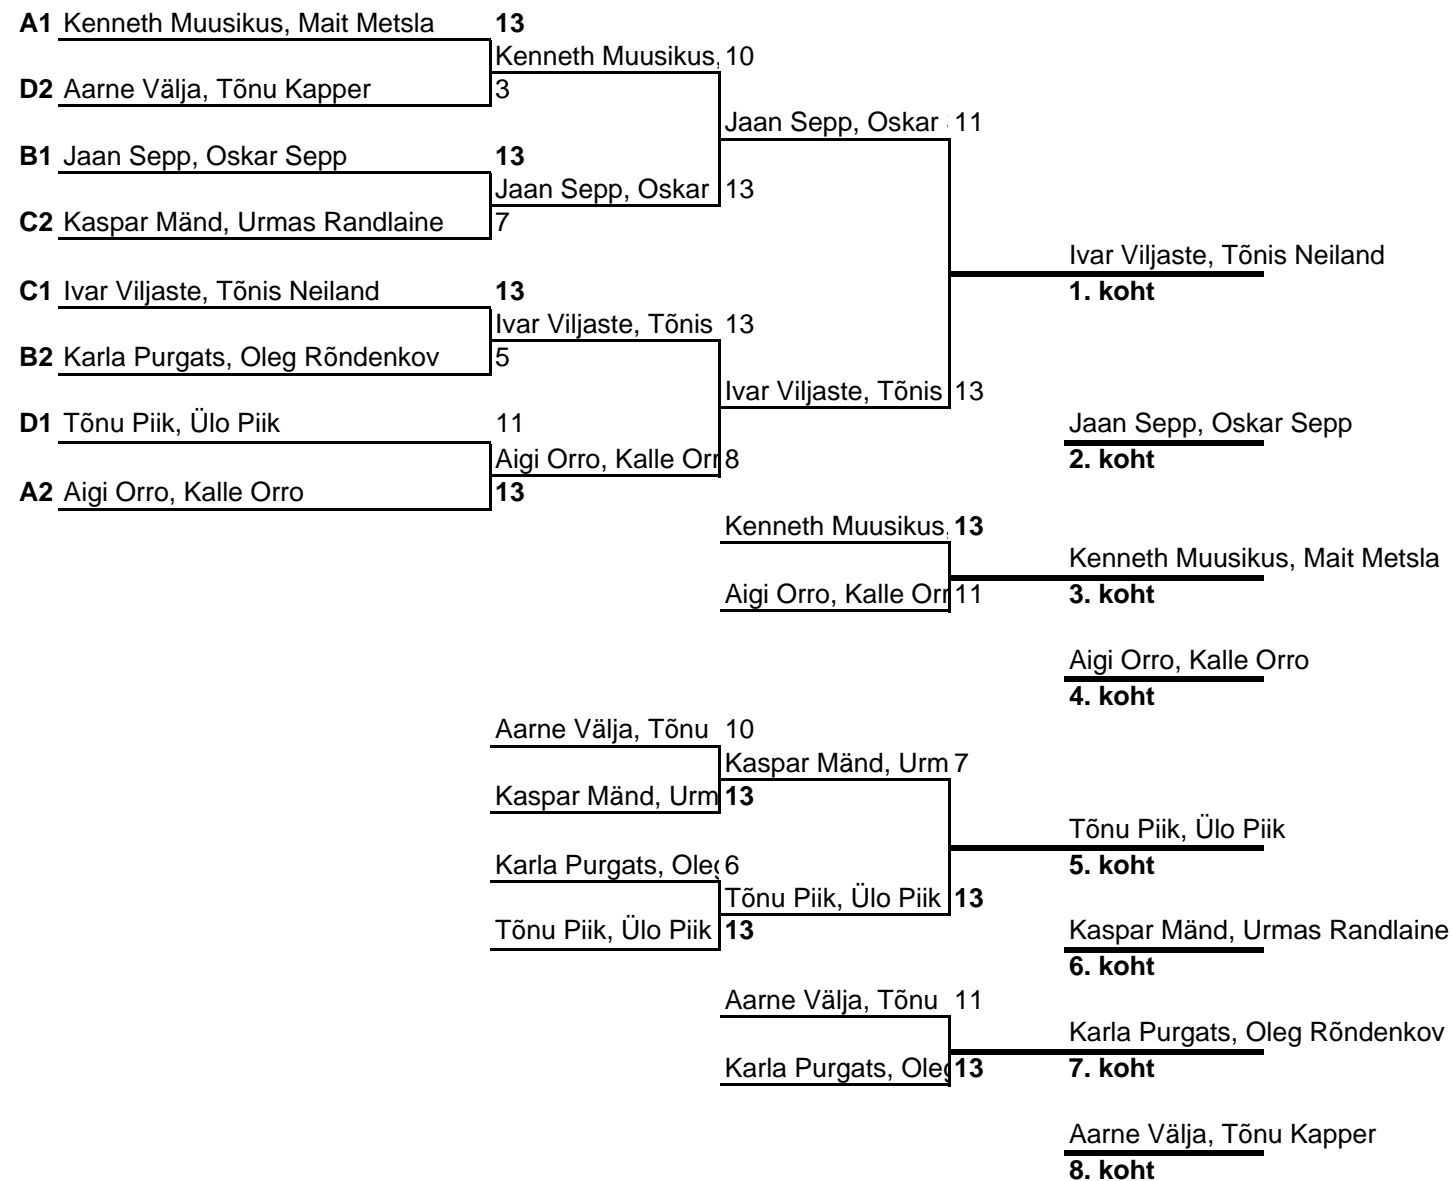 A1 Kenneth Muusikus, Mait Metsla 13
Kenneth Muusikus, 10
D2 Aarne Välja, Tõnu Kapper 3
Jaan Sepp, Oskar 11
B1 Jaan Sepp, Oskar Sepp 13
Jaan Sepp, Oskar 13
C2 Kaspar Mänd, Urmas Randlaine 7
Ivar Viljaste, Tõnis Neiland
C1 Ivar Viljaste, Tõnis Neiland 13 1. koht
Ivar Viljaste, Tõnis 13
B2 Karla Purgats, Oleg Rõndenkov 5
Ivar Viljaste, Tõnis 13
D1 Tõnu Piik, Ülo Piik 11 Jaan Sepp, Oskar Sepp
Aigi Orro, Kalle Orr 8 2. koht
A2 Aigi Orro, Kalle Orro 13
Kenneth Muusikus, 13
Kenneth Muusikus, Mait Metsla
Aigi Orro, Kalle Orr 11 3. koht
Aigi Orro, Kalle Orro
4. koht
Aarne Välja, Tõnu 10
Kaspar Mänd, Urm 7
Kaspar Mänd, Urm 13
Tõnu Piik, Ülo Piik
Karla Purgats, Oleg 6 5. koht
Tõnu Piik, Ülo Piik 13
Tõnu Piik, Ülo Piik 13 Kaspar Mänd, Urmas Randlaine
6. koht
Aarne Välja, Tõnu 11
Karla Purgats, Oleg Rõndenkov
Karla Purgats, Oleg 13 7. koht
Aarne Välja, Tõnu Kapper
8. koht